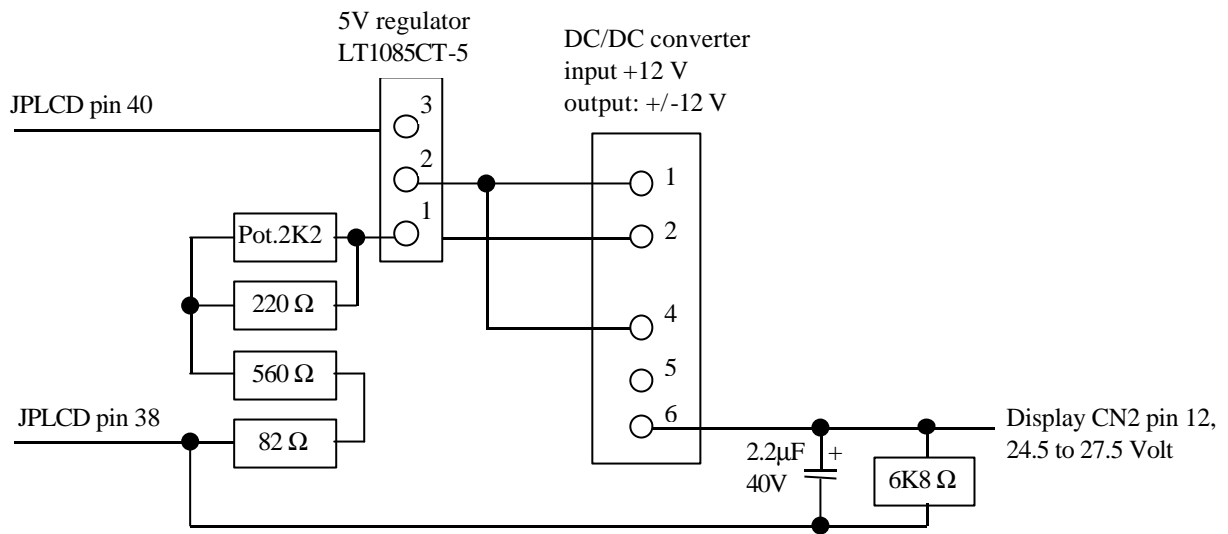 5V regulator
LT1085CT-5
DC/DC converter
input +12 V
output: +/-12 V
JPLCD pin 40
3
2
1
1
2
4
5
6
Pot.2K2
220 Ω
560 Ω
82 Ω
JPLCD pin 38
2.2μF
40V
+
6K8 Ω
Display CN2 pin 12,
24.5 to 27.5 Volt